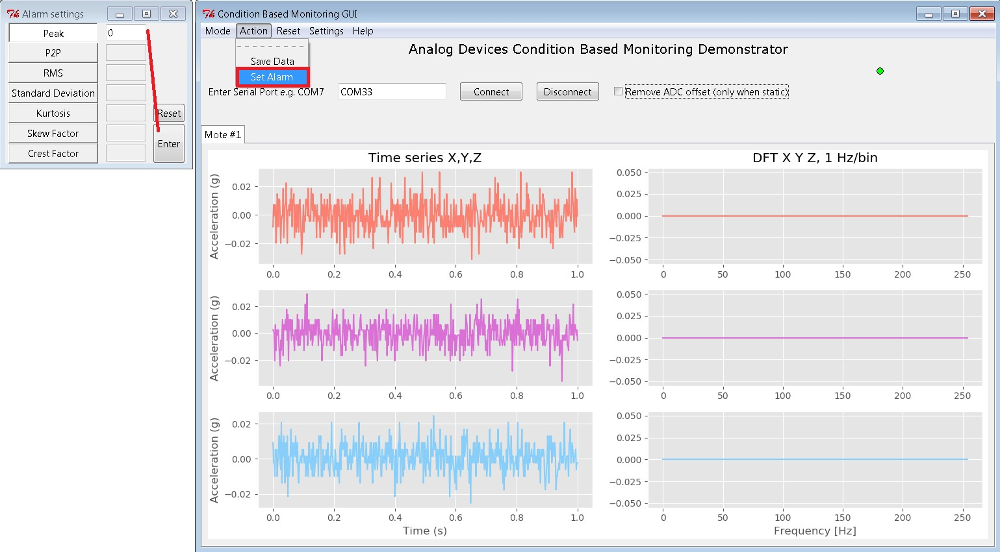 Alarm settings
Peak 0
P2P
RMS
Standard Deviation
Kurtosis Reset
Skew Factor
Enter
Crest Factor
Condition Based Monitoring GUI
Mode Action Reset Settings Help
Save Data
Set Alarm
Analog Devices Condition Based Monitoring Demonstrator
Enter Serial Port e.g. COM7 COM33 Connect Disconnect Remove ADC offset (only when static)
Mote #1
Time series X,Y,Z
Acceleration (g)
0.02
0.00
−0.02
0.0 0.2 0.4 0.6 0.8 1.0
DFT X Y Z, 1 Hz/bin
0.050
0.025
0.000
−0.025
−0.050
0 50 100 150 200 250
Acceleration (g)
0.02
0.00
−0.02
0.0 0.2 0.4 0.6 0.8 1.0
0.050
0.025
0.000
−0.025
−0.050
0 50 100 150 200 250
Acceleration (g)
0.02
0.00
−0.02
0.0 0.2 0.4 0.6 0.8 1.0
Time (s)
0.050
0.025
0.000
−0.025
−0.050
0 50 100 150 200 250
Frequency [Hz]